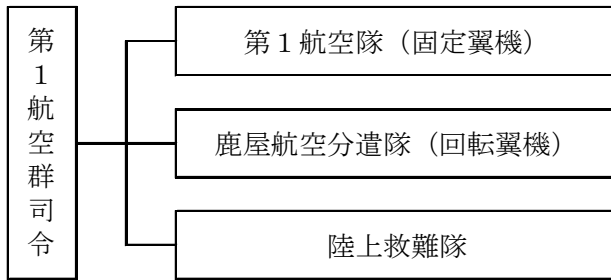 第１航空群司令
第１航空隊（固定翼機）
鹿屋航空分遣隊（回転翼機）
陸上救難隊